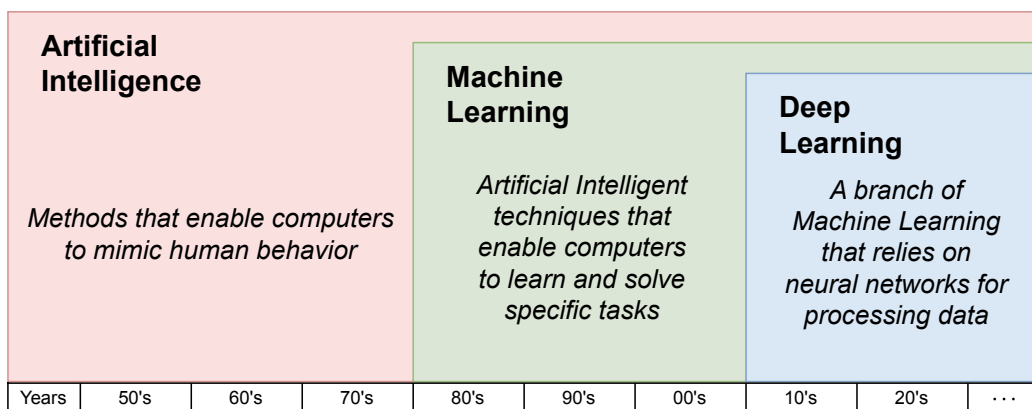 Artificial
Intelligence
Methods that enable computers
to mimic human behavior
Machine
Learning
Artificial Intelligent
techniques that
enable computers
to learn and solve
specific tasks
Deep
Learning
A branch of
Machine Learning
that relies on
neural networks for
processing data
Years 50's 60's 70's 80's 90's 00's 10's 20's ...